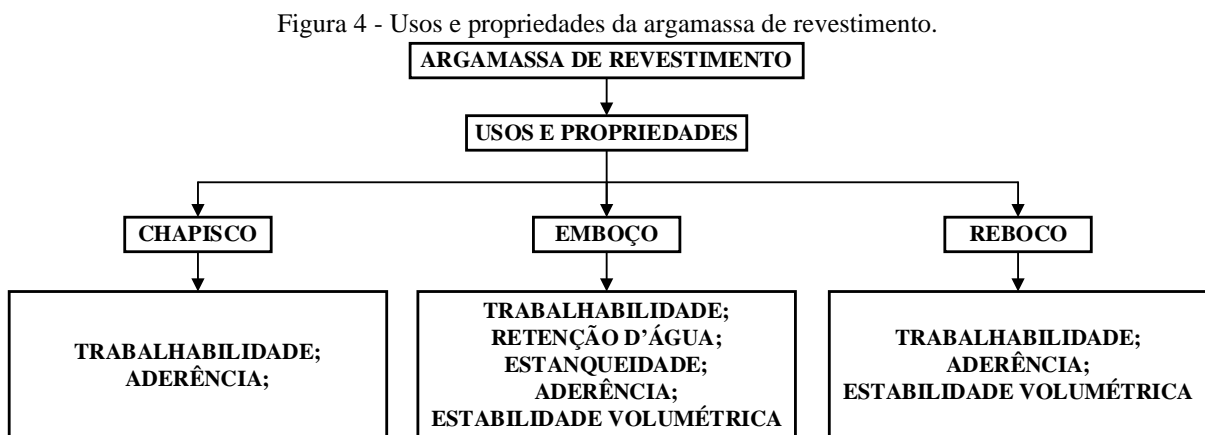 Figura 4 - Usos e propriedades da argamassa de revestimento.
ARGAMASSA DE REVESTIMENTO
USOS E PROPRIEDADES
CHAPISCO
EMBOÇO
REBOCO
TRABALHABILIDADE;
ADERÊNCIA;
TRABALHABILIDADE;
RETENÇÃO D’ÁGUA;
ESTANQUEIDADE;
ADERÊNCIA;
ESTABILIDADE VOLUMÉTRICA
TRABALHABILIDADE;
ADERÊNCIA;
ESTABILIDADE VOLUMÉTRICA